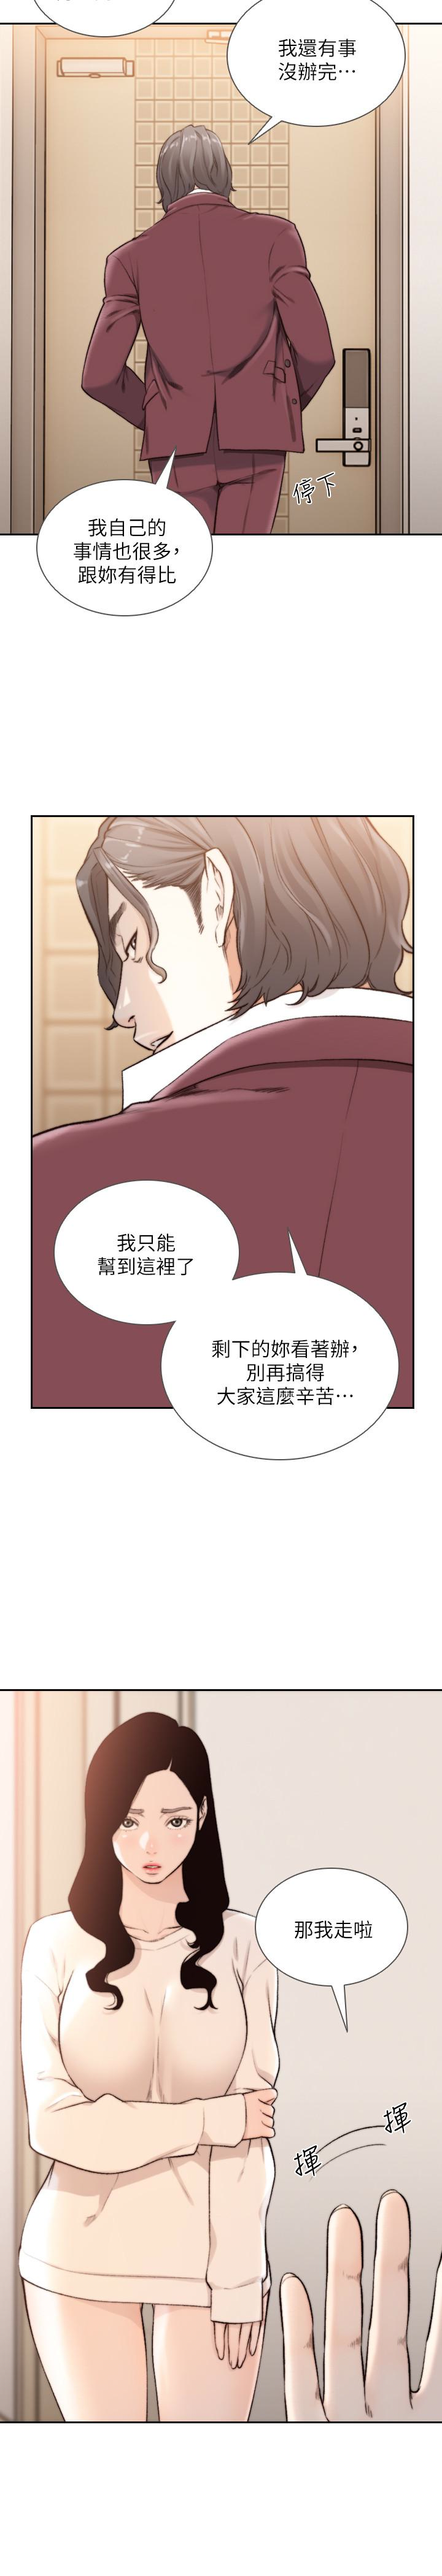 我還有事
沒辦完…
停下
我自己的
事情也很多，
跟妳有得比
我只能
幫到這裡了
剩下的妳看著辦，
別再搞得
大家這麼辛苦…
那我走啦
揮
揮